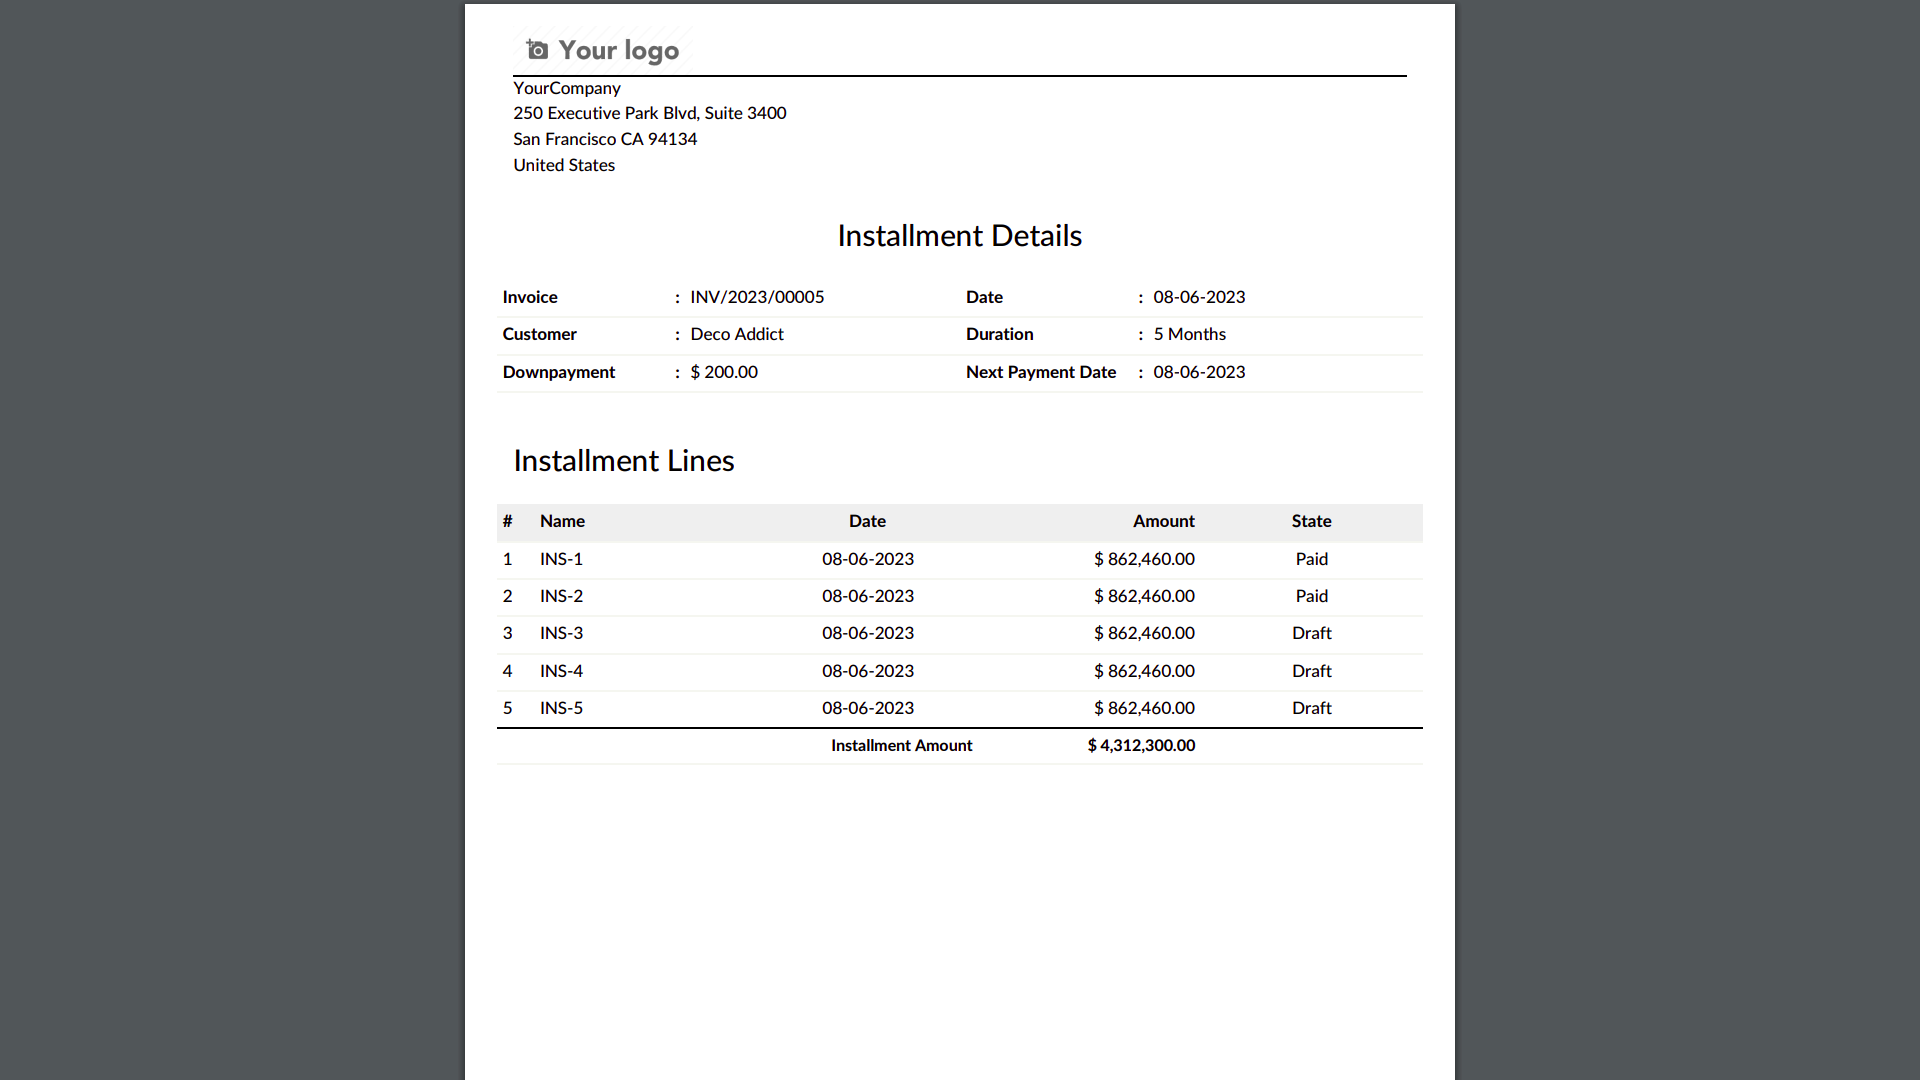 Your logo
YourCompany
250 Executive Park Blvd, Suite 3400
San Francisco CA 94134
United States
Installment Details
Invoice : INV/2023/00005 Date : 08-06-2023
Customer : Deco Addict Duration : 5 Months
Downpayment : $ 200.00 Next Payment Date : 08-06-2023
Installment Lines
# Name Date Amount State
1 INS-1 08-06-2023 $ 862,460.00 Paid
2 INS-2 08-06-2023 $ 862,460.00 Paid
3 INS-3 08-06-2023 $ 862,460.00 Draft
4 INS-4 08-06-2023 $ 862,460.00 Draft
5 INS-5 08-06-2023 $ 862,460.00 Draft
Installment Amount $ 4,312,300.00